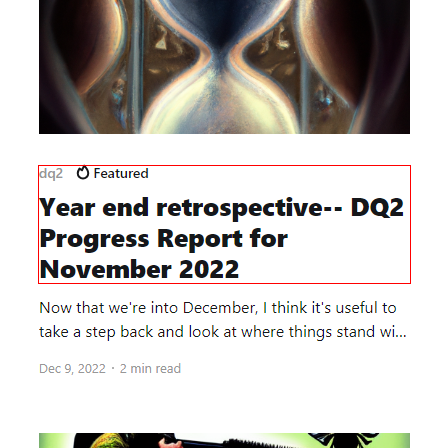 dq2 Featured
Year end retrospective-- DQ2
Progress Report for
November 2022
Now that we're into December, I think it's useful to
take a step back and look at where things stand wi...
Dec 9, 2022 • 2 min read